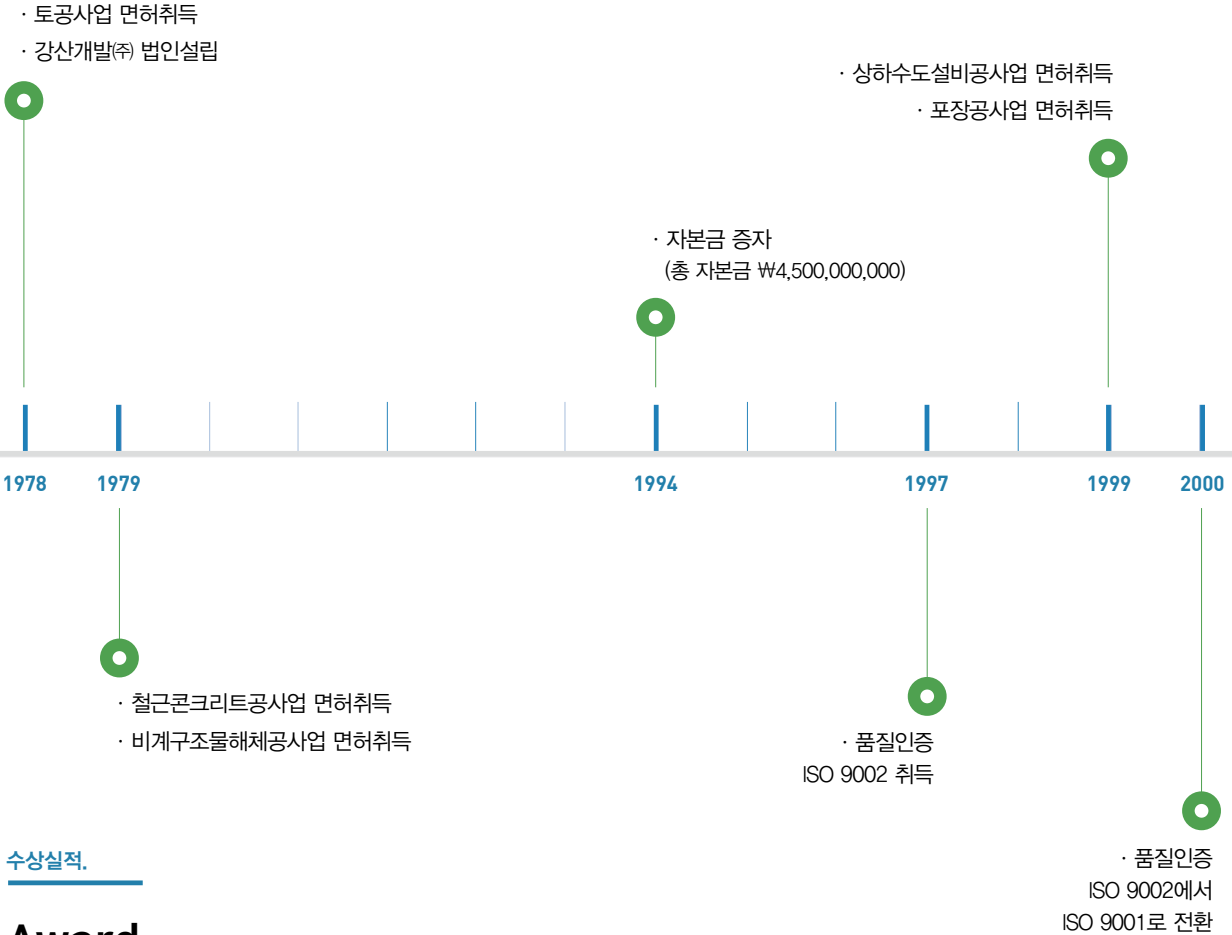 · 토공사업 면허취득
· 강산개발㈜ 법인설립
· 상하수도설비공사업 면허취득
· 포장공사업 면허취득
· 자본금 증자
(총 자본금 ₩4,500,000,000)
1978 1979 1994 1997 1999 2000
· 철근콘크리트공사업 면허취득
· 비계구조물해체공사업 면허취득
· 품질인증
ISO 9002 취득
· 품질인증
ISO 9002에서
ISO 9001로 전환
수상실적.
Award